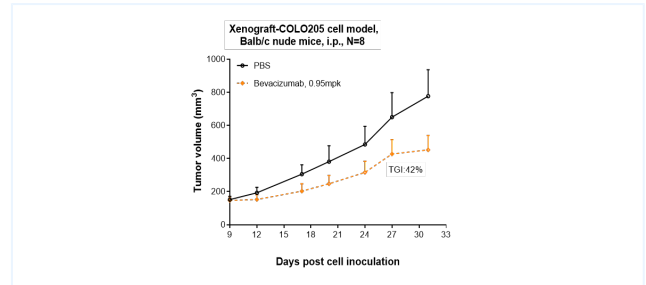 Xenograft-COLO205 cell model,
Balb/c nude mice, i.p., N=8
1000
800
600
400
200
0
Tumor volume (mm³)
PBS
Bevacizumab, 0.95mpk
TGI:42%
9 12 15 18 21 24 27 30 33
Days post cell inoculation